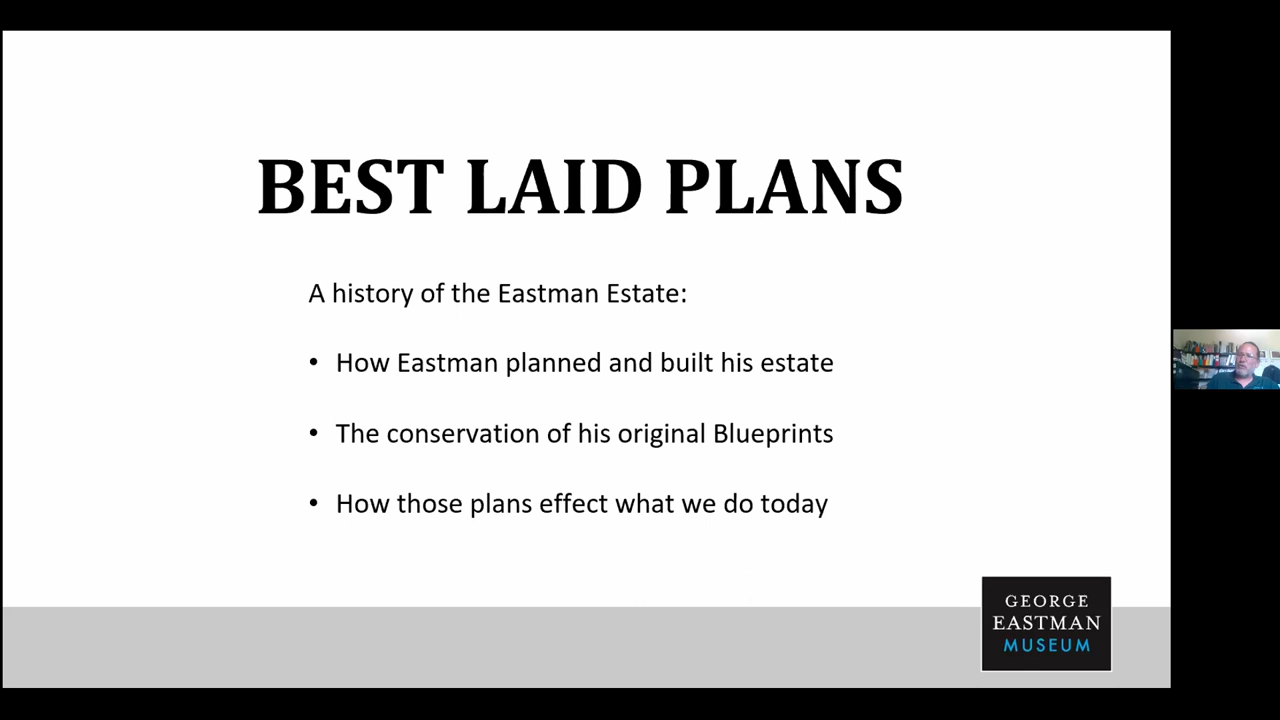 BEST LAID PLANS
A history of the Eastman Estate:
• How Eastman planned and built his estate
• The conservation of his original Blueprints
• How those plans effect what we do today
GEORGE
EASTMAN
MUSEUM